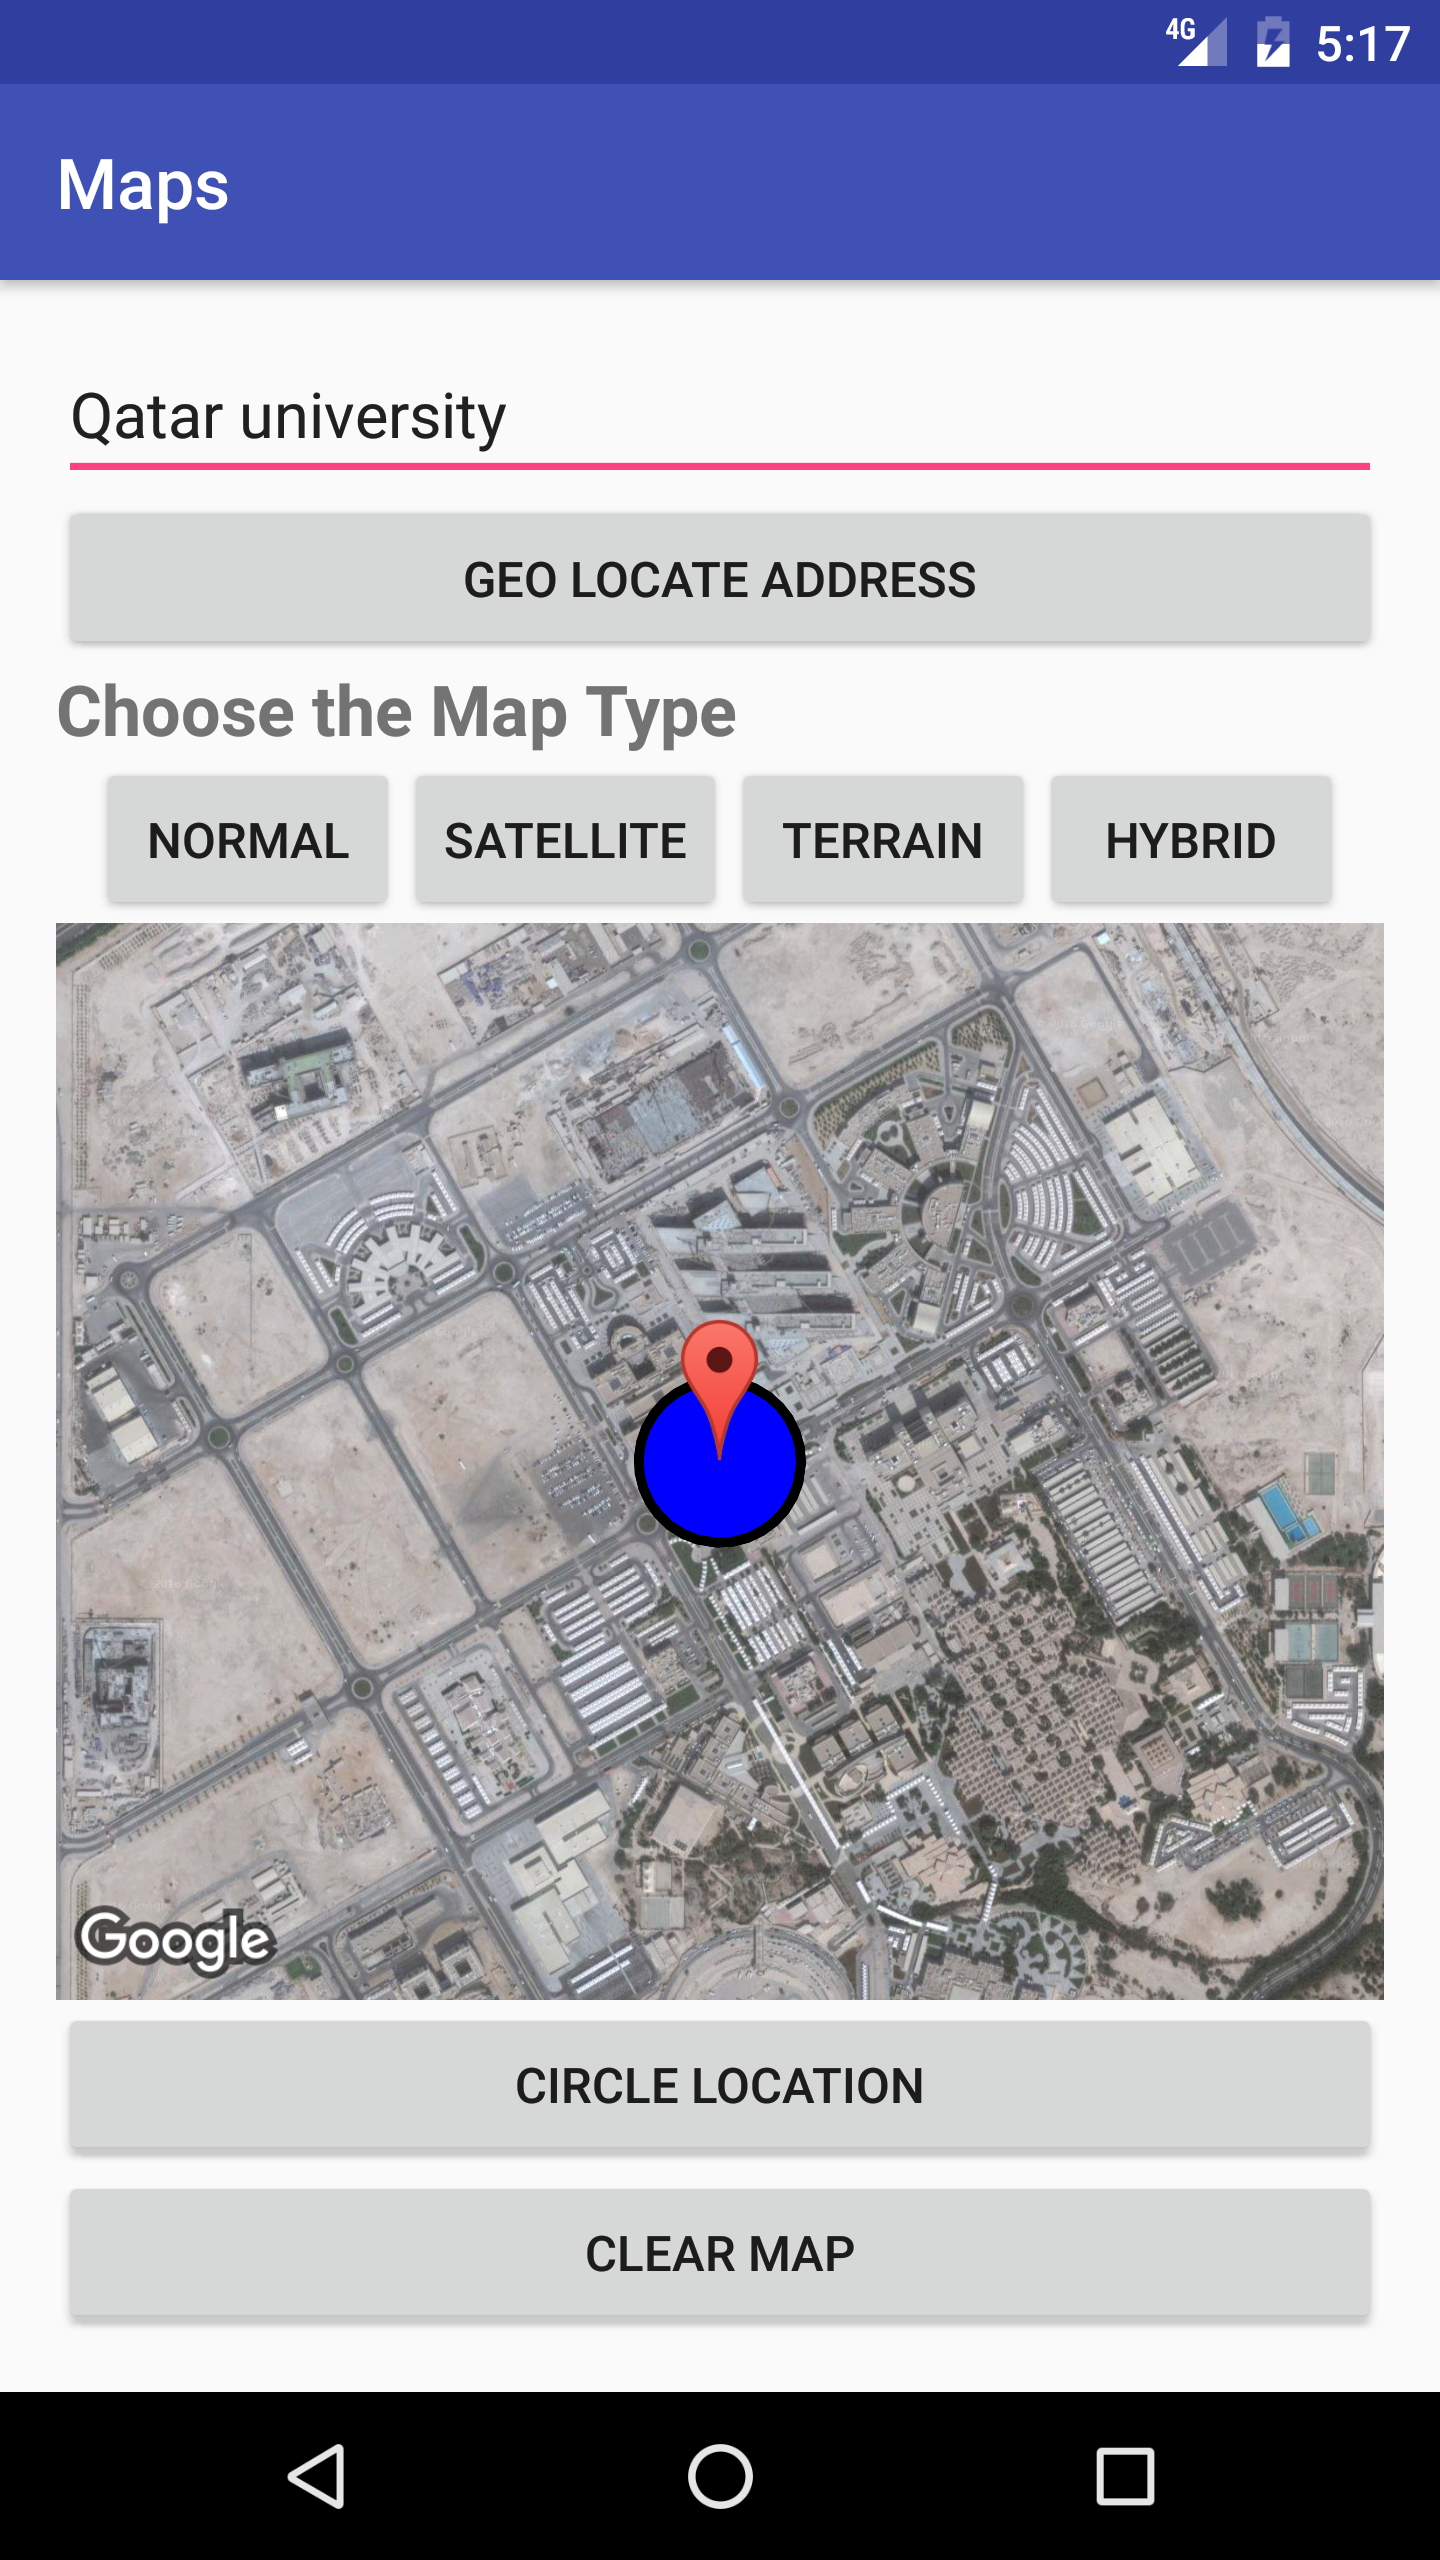 4G 5:17
Maps
Qatar university
GEO LOCATE ADDRESS
Choose the Map Type
NORMAL SATELLITE TERRAIN HYBRID
Google
CIRCLE LOCATION
CLEAR MAP